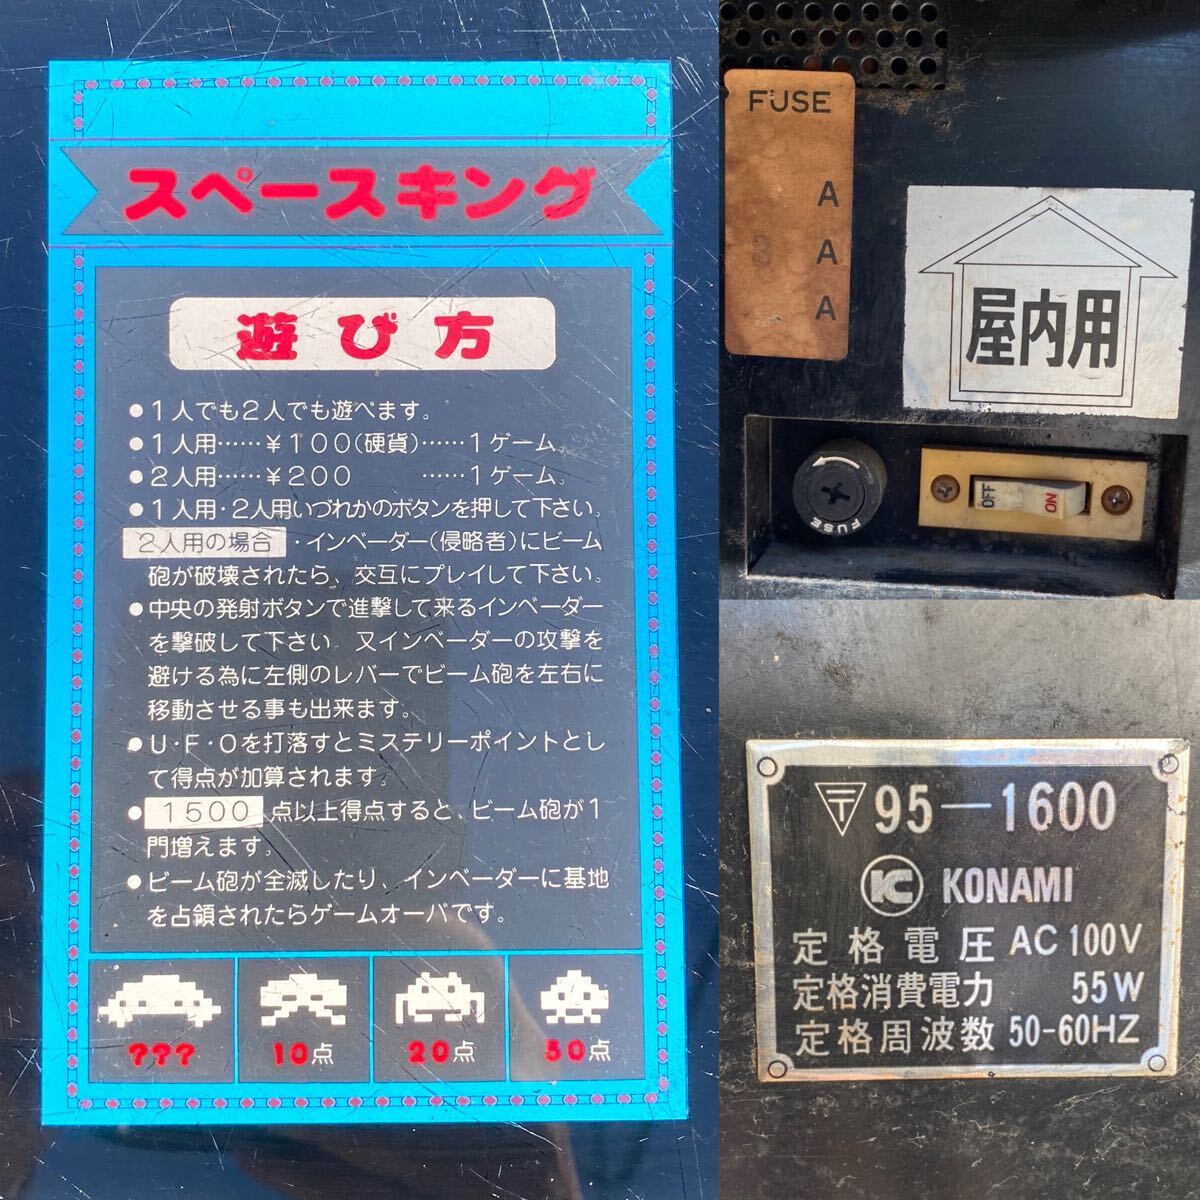 スペースキング
遊び方
●1人でも2人でも遊べます。
●1人用……￥100(硬貨)……1ゲーム。
●2人用……￥200　　……1ゲーム。
●1人用・2人用いづれかのボタンを押して下さい。
2人用の場合・インベーダー(侵略者)にビーム
砲が破壊されたら、交互にプレイして下さい。
●中央の発射ボタンで進撃して来るインベーダー
を撃破して下さい 又インベーダーの攻撃を
避ける為に左側のレバーでビーム砲を左右に
移動させる事も出来ます。
●U・F・Oを打落すとミステリーポイントとし
て得点が加算されます。
●1500点以上得点すると、ビーム砲が1
門増えます。
●ビーム砲が全滅したり、インベーダーに基地
を占領されたらゲームオーバです。
???
10点
20点
30点
FUSE
A
3 A
A
屋内用
FUSE
OFF
ON
〒95-1600
KC KONAMI
定格電圧 AC100V
定格消費電力 55W
定格周波数 50-60HZ